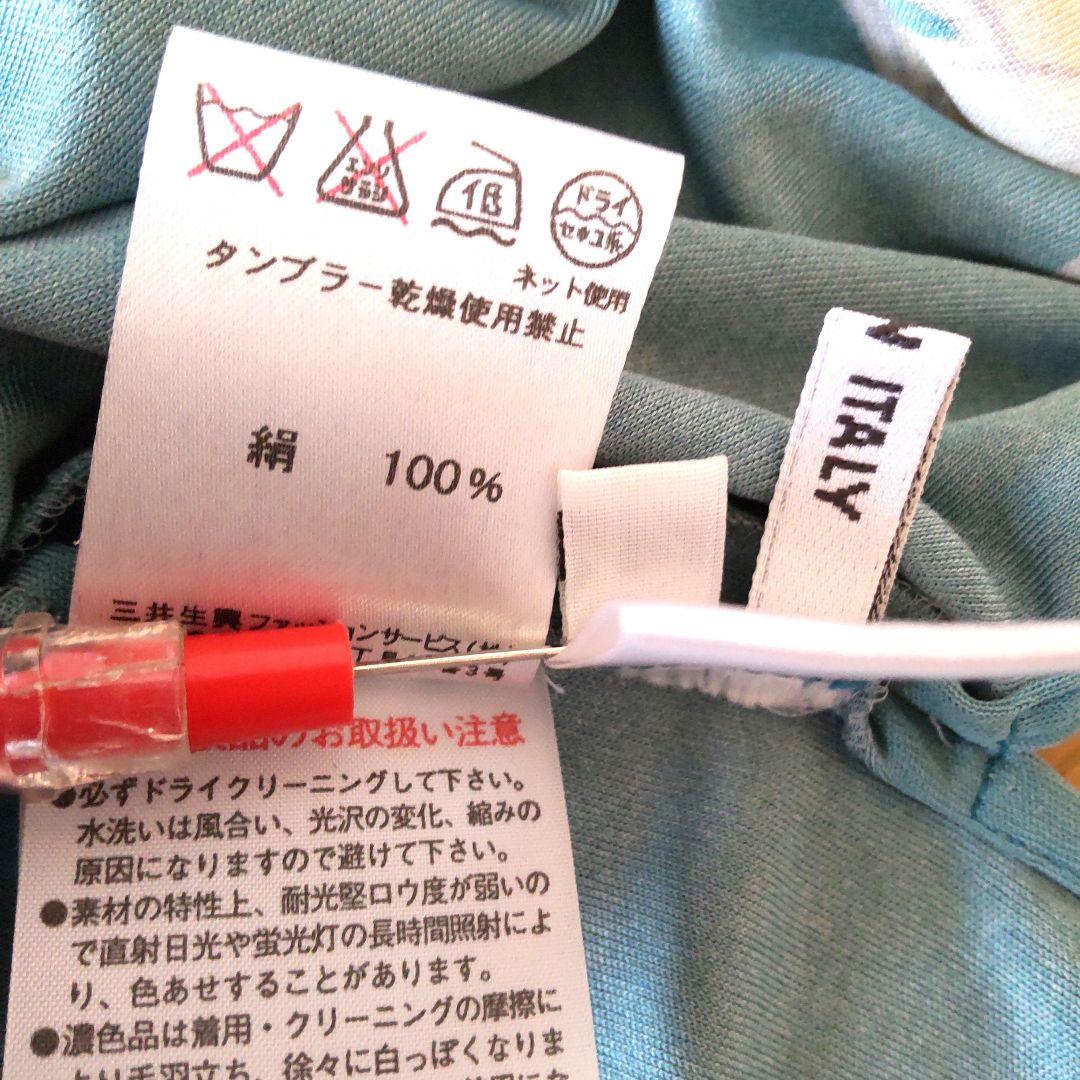 エンソ
サラシ
低
ドライ
セキユ系
ネット使用
タンブラー乾燥使用禁止
絹 100%
三共生興ファッションサービス(株)
3号
ITALY
のお取扱い注意
●必ずドライクリーニングして下さい。
水洗いは風合い、光沢の変化、縮みの
原因になりますので避けて下さい。
●素材の特性上、耐光堅ロウ度が弱いの
で直射日光や蛍光灯の長時間照射によ
り、色あせすることがあります。
●濃色品は着用・クリーニングの摩擦に
より毛羽立ち、徐々に白っぽくなりま